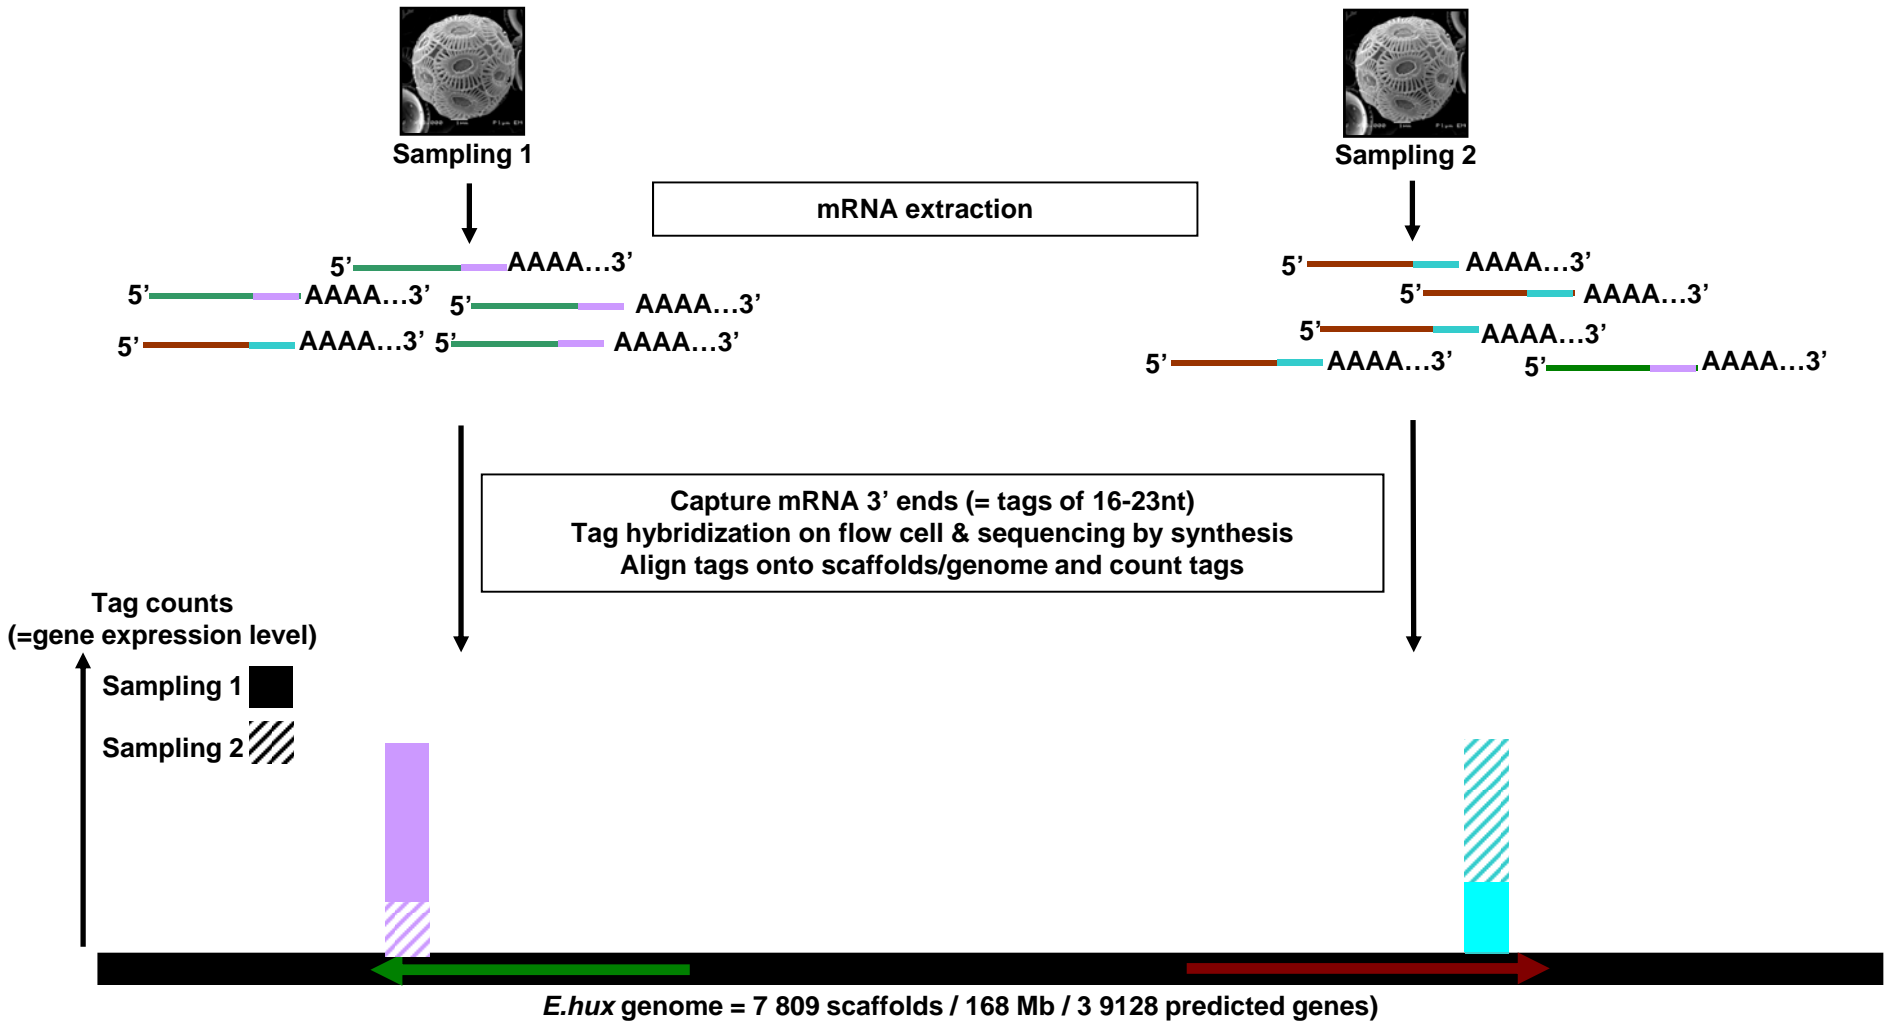 Sampling 1
Sampling 2
mRNA extraction
5’ AAAA…3’
5’ AAAA…3’
5’ AAAA…3’
5’ AAAA…3’
5’ AAAA…3’
5’ AAAA…3’
5’ AAAA…3’
5’ AAAA…3’
5’ AAAA…3’
5’ AAAA…3’
Capture mRNA 3’ ends (= tags of 16-23nt)
Tag hybridization on flow cell & sequencing by synthesis
Align tags onto scaffolds/genome and count tags
Tag counts
(=gene expression level)
Sampling 1
Sampling 2
E.hux genome = 7 809 scaffolds / 168 Mb / 3 9128 predicted genes)